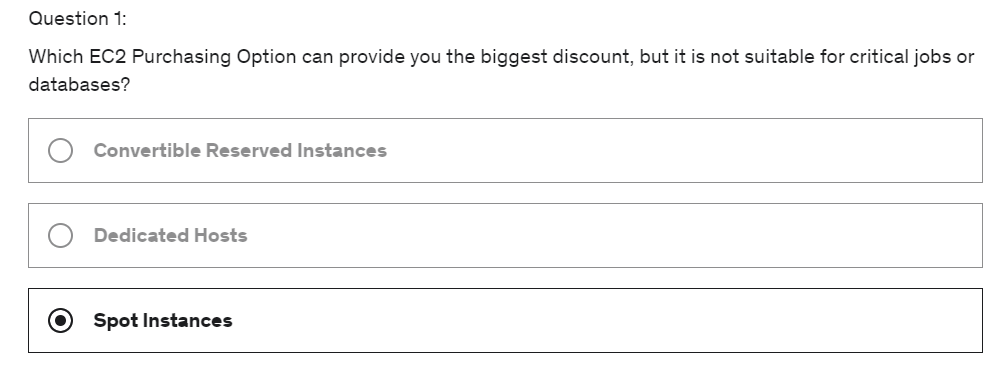 Question 1:
Which EC2 Purchasing Option can provide you the biggest discount, but it is not suitable for critical jobs or
databases?
Convertible Reserved Instances
Dedicated Hosts
Spot Instances